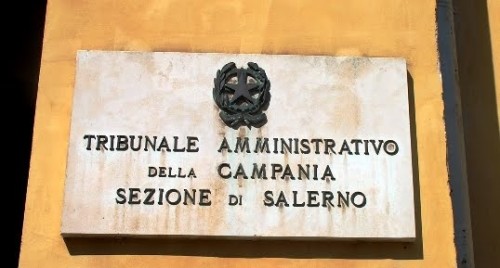 TRIBUNALE AMMINISTRATIVO
DELLA CAMPANIA
SEZIONE DI SALERNO